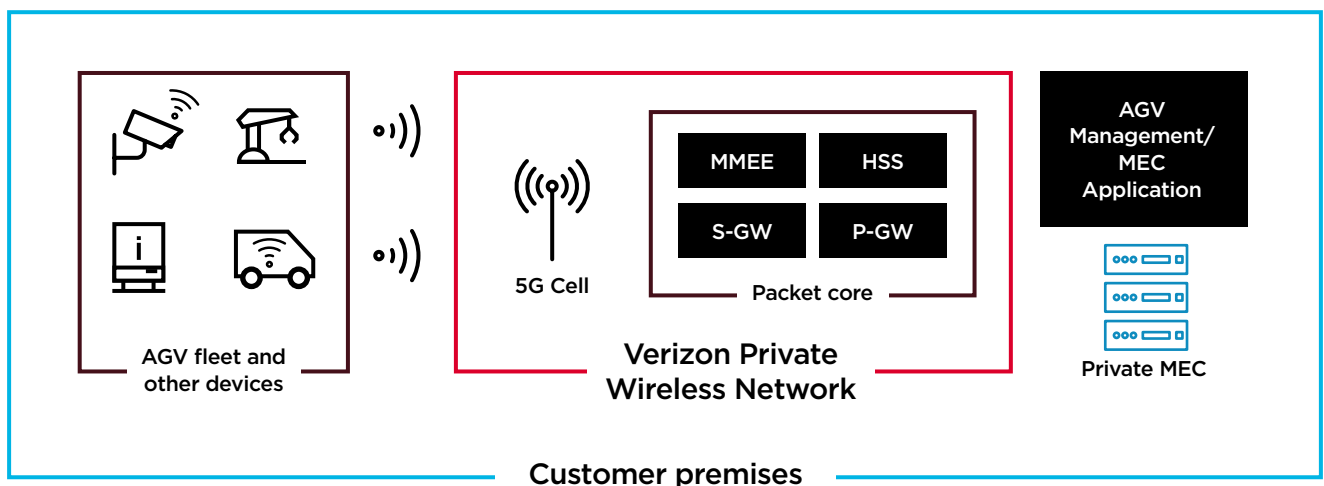 i
AGV fleet and
other devices
5G Cell
MMEE
HSS
S-GW
P-GW
Packet core
Verizon Private
Wireless Network
AGV
Management/
MEC
Application
Private MEC
Customer premises